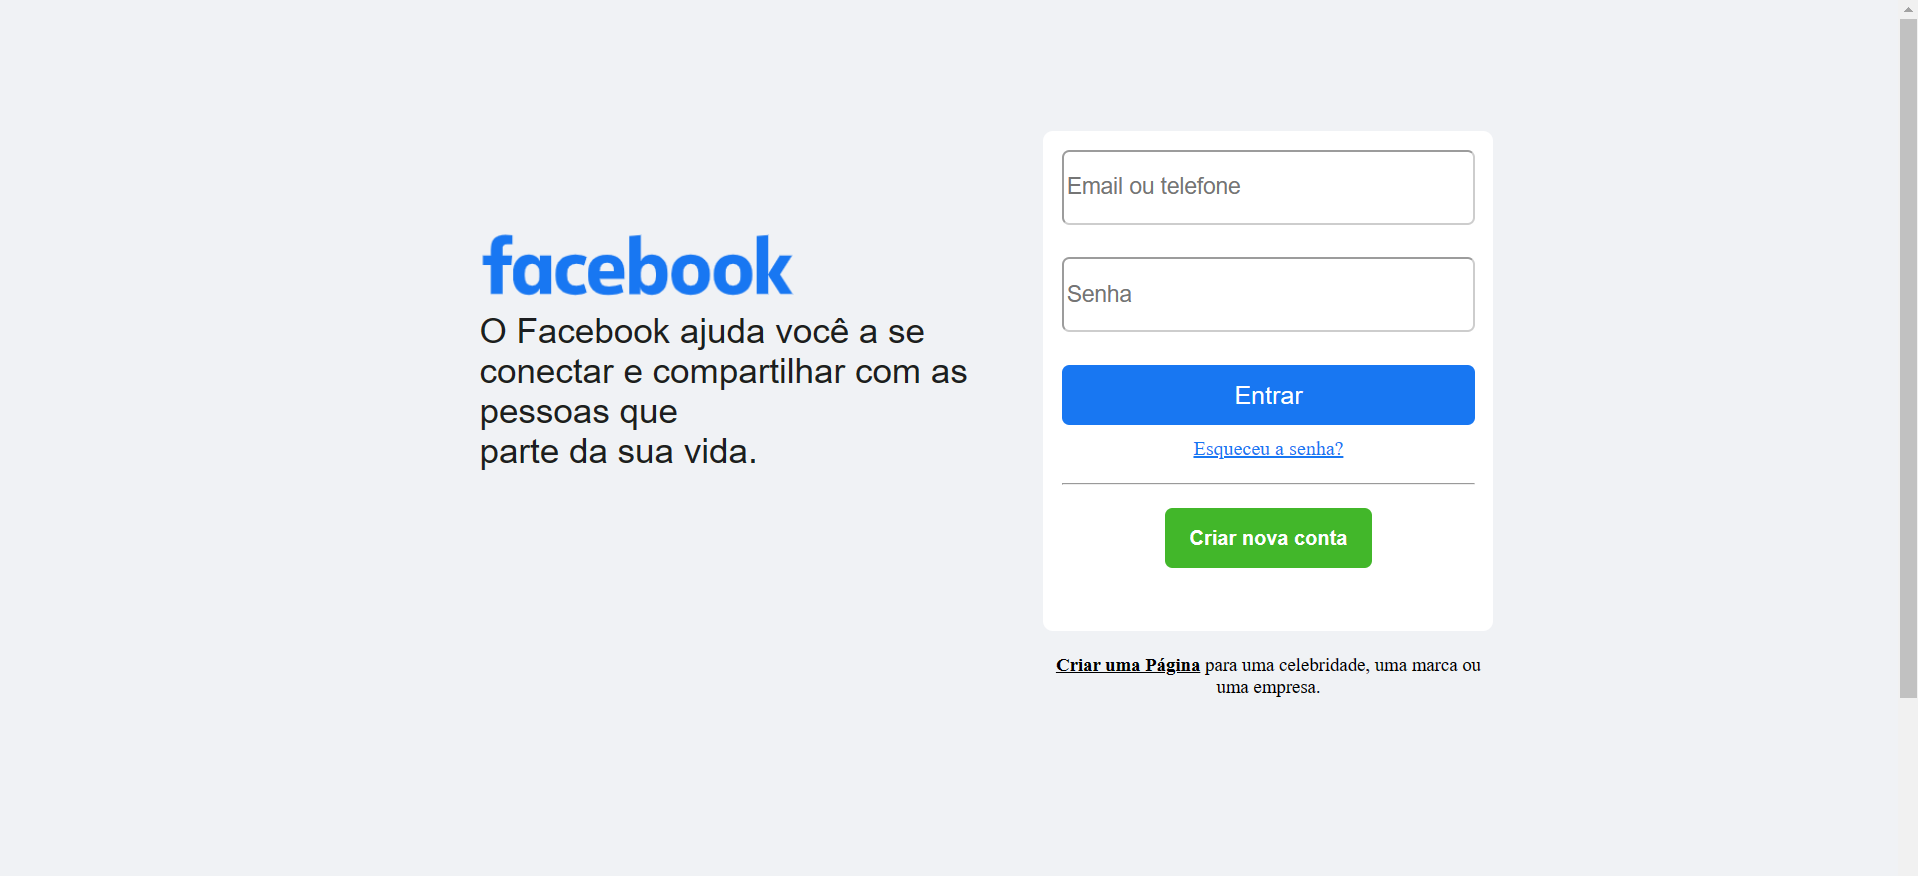 facebook
O Facebook ajuda você a se
conectar e compartilhar com as
pessoas que
parte da sua vida.
Email ou telefone
Senha
Entrar
Esqueceu a senha?
Criar nova conta
Criar uma Página para uma celebridade, uma marca ou
uma empresa.